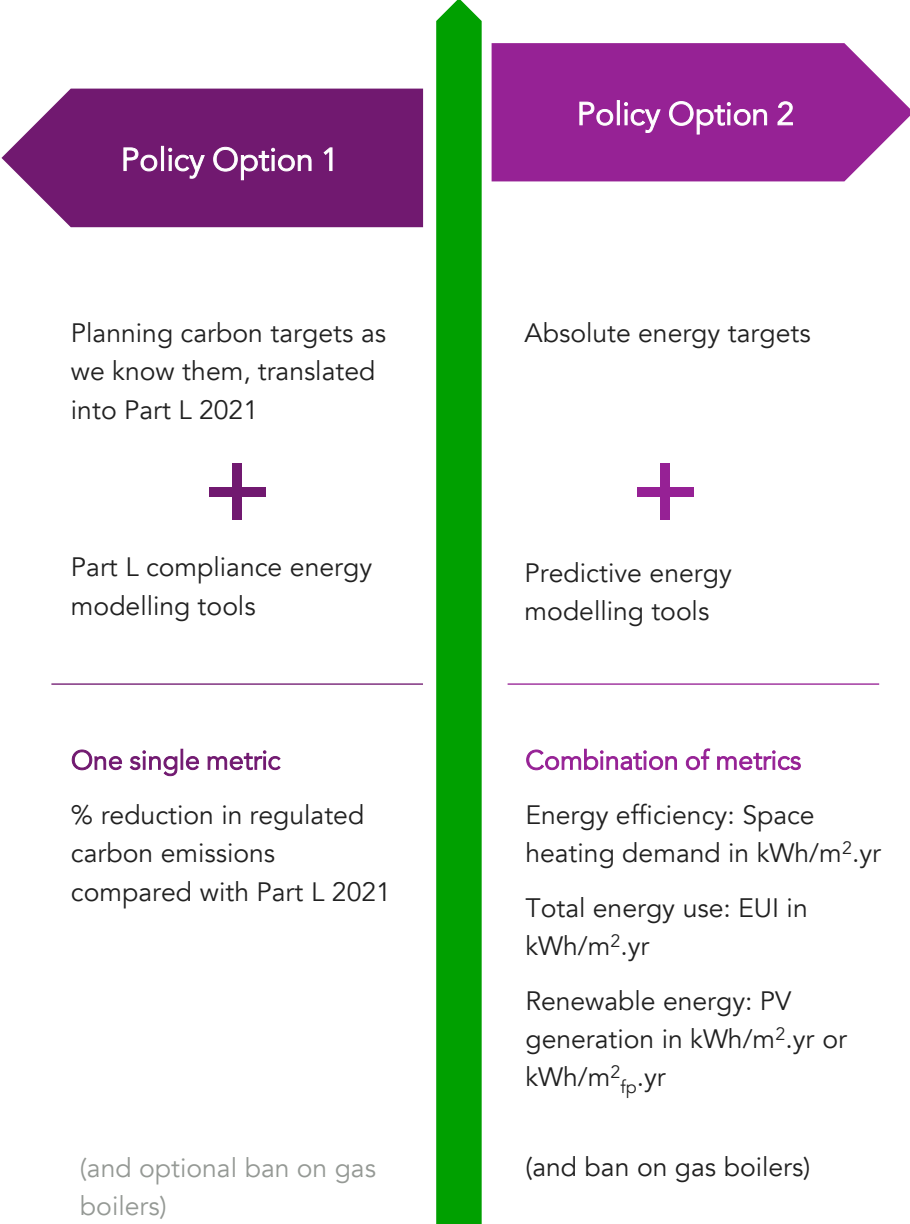 Policy Option 1
Planning carbon targets as
we know them, translated
into Part L 2021
+
Part L compliance energy
modelling tools
One single metric
% reduction in regulated
carbon emissions
compared with Part L 2021
(and optional ban on gas
boilers)
Policy Option 2
Absolute energy targets
+
Predictive energy
modelling tools
Combination of metrics
Energy efficiency: Space
heating demand in kWh/m².yr
Total energy use: EUI in
kWh/m².yr
Renewable energy: PV
generation in kWh/m².yr or
kWh/m²fp.yr
(and ban on gas boilers)